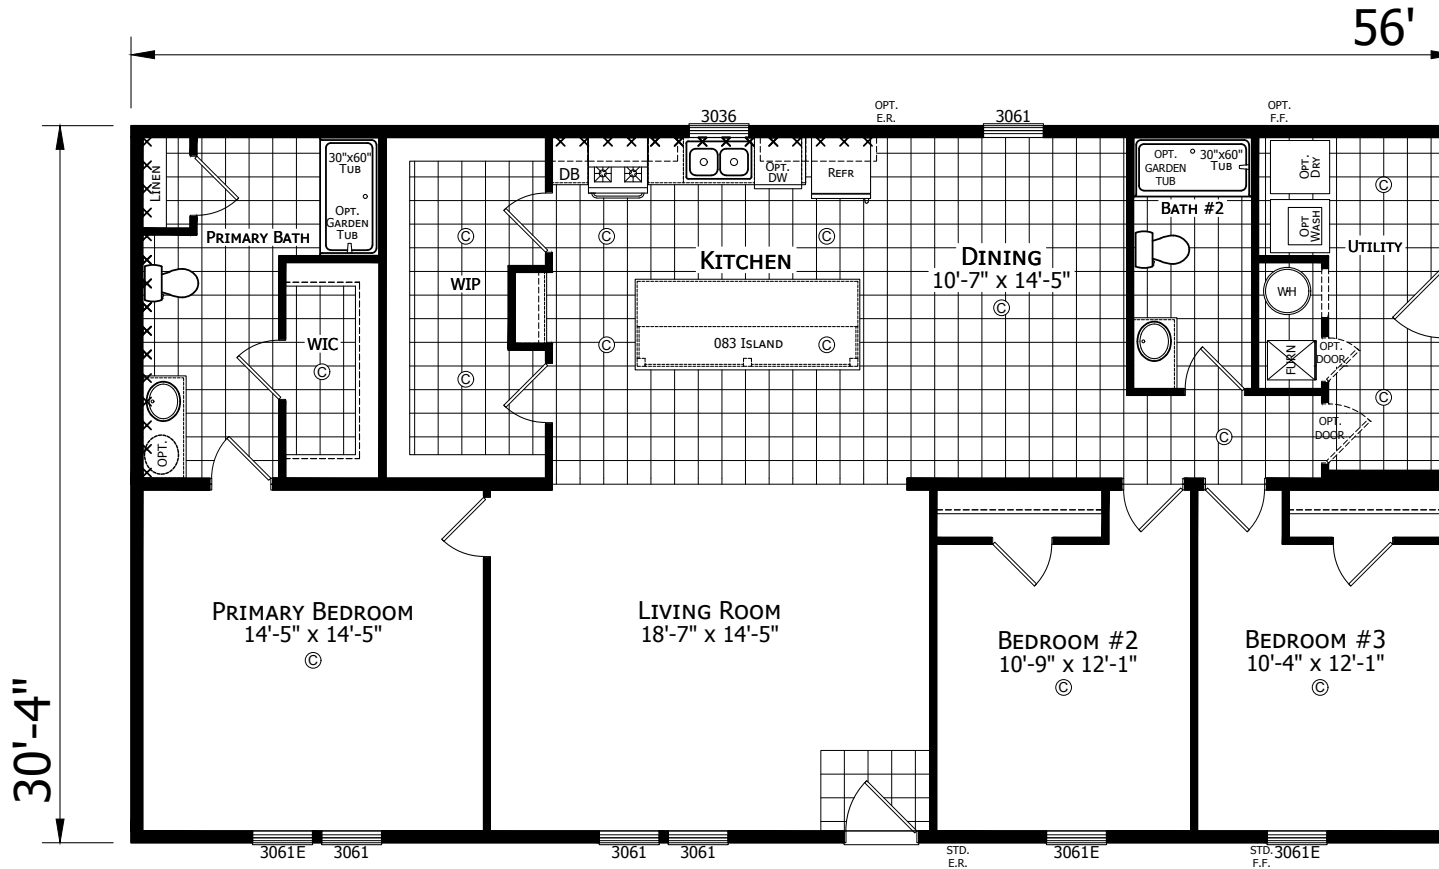 56'
30'-4"
3036
OPT.
E.R.
3061
OPT.
F.F.
LINEN
30"x60"
TUB
OPT.
GARDEN
TUB
PRIMARY BATH
DB
OPT.
DW
REFR
OPT.
GARDEN
TUB
30"x60"
TUB
BATH #2
OPT.
DRY
OPT
WASH
UTILITY
C
C
C
C
KITCHEN
DINING
10'-7" x 14'-5"
WIP
WH
C
083 ISLAND
C
C
WIC
C
C
FURN
OPT.
DOOR
C
OPT.
DOOR
C
OPT.
PRIMARY BEDROOM
14'-5" x 14'-5"
C
LIVING ROOM
18'-7" x 14'-5"
BEDROOM #2
10'-9" x 12'-1"
C
BEDROOM #3
10'-4" x 12'-1"
C
3061E
3061
3061
3061
STD.
E.R.
3061E
STD.
F.F.
3061E